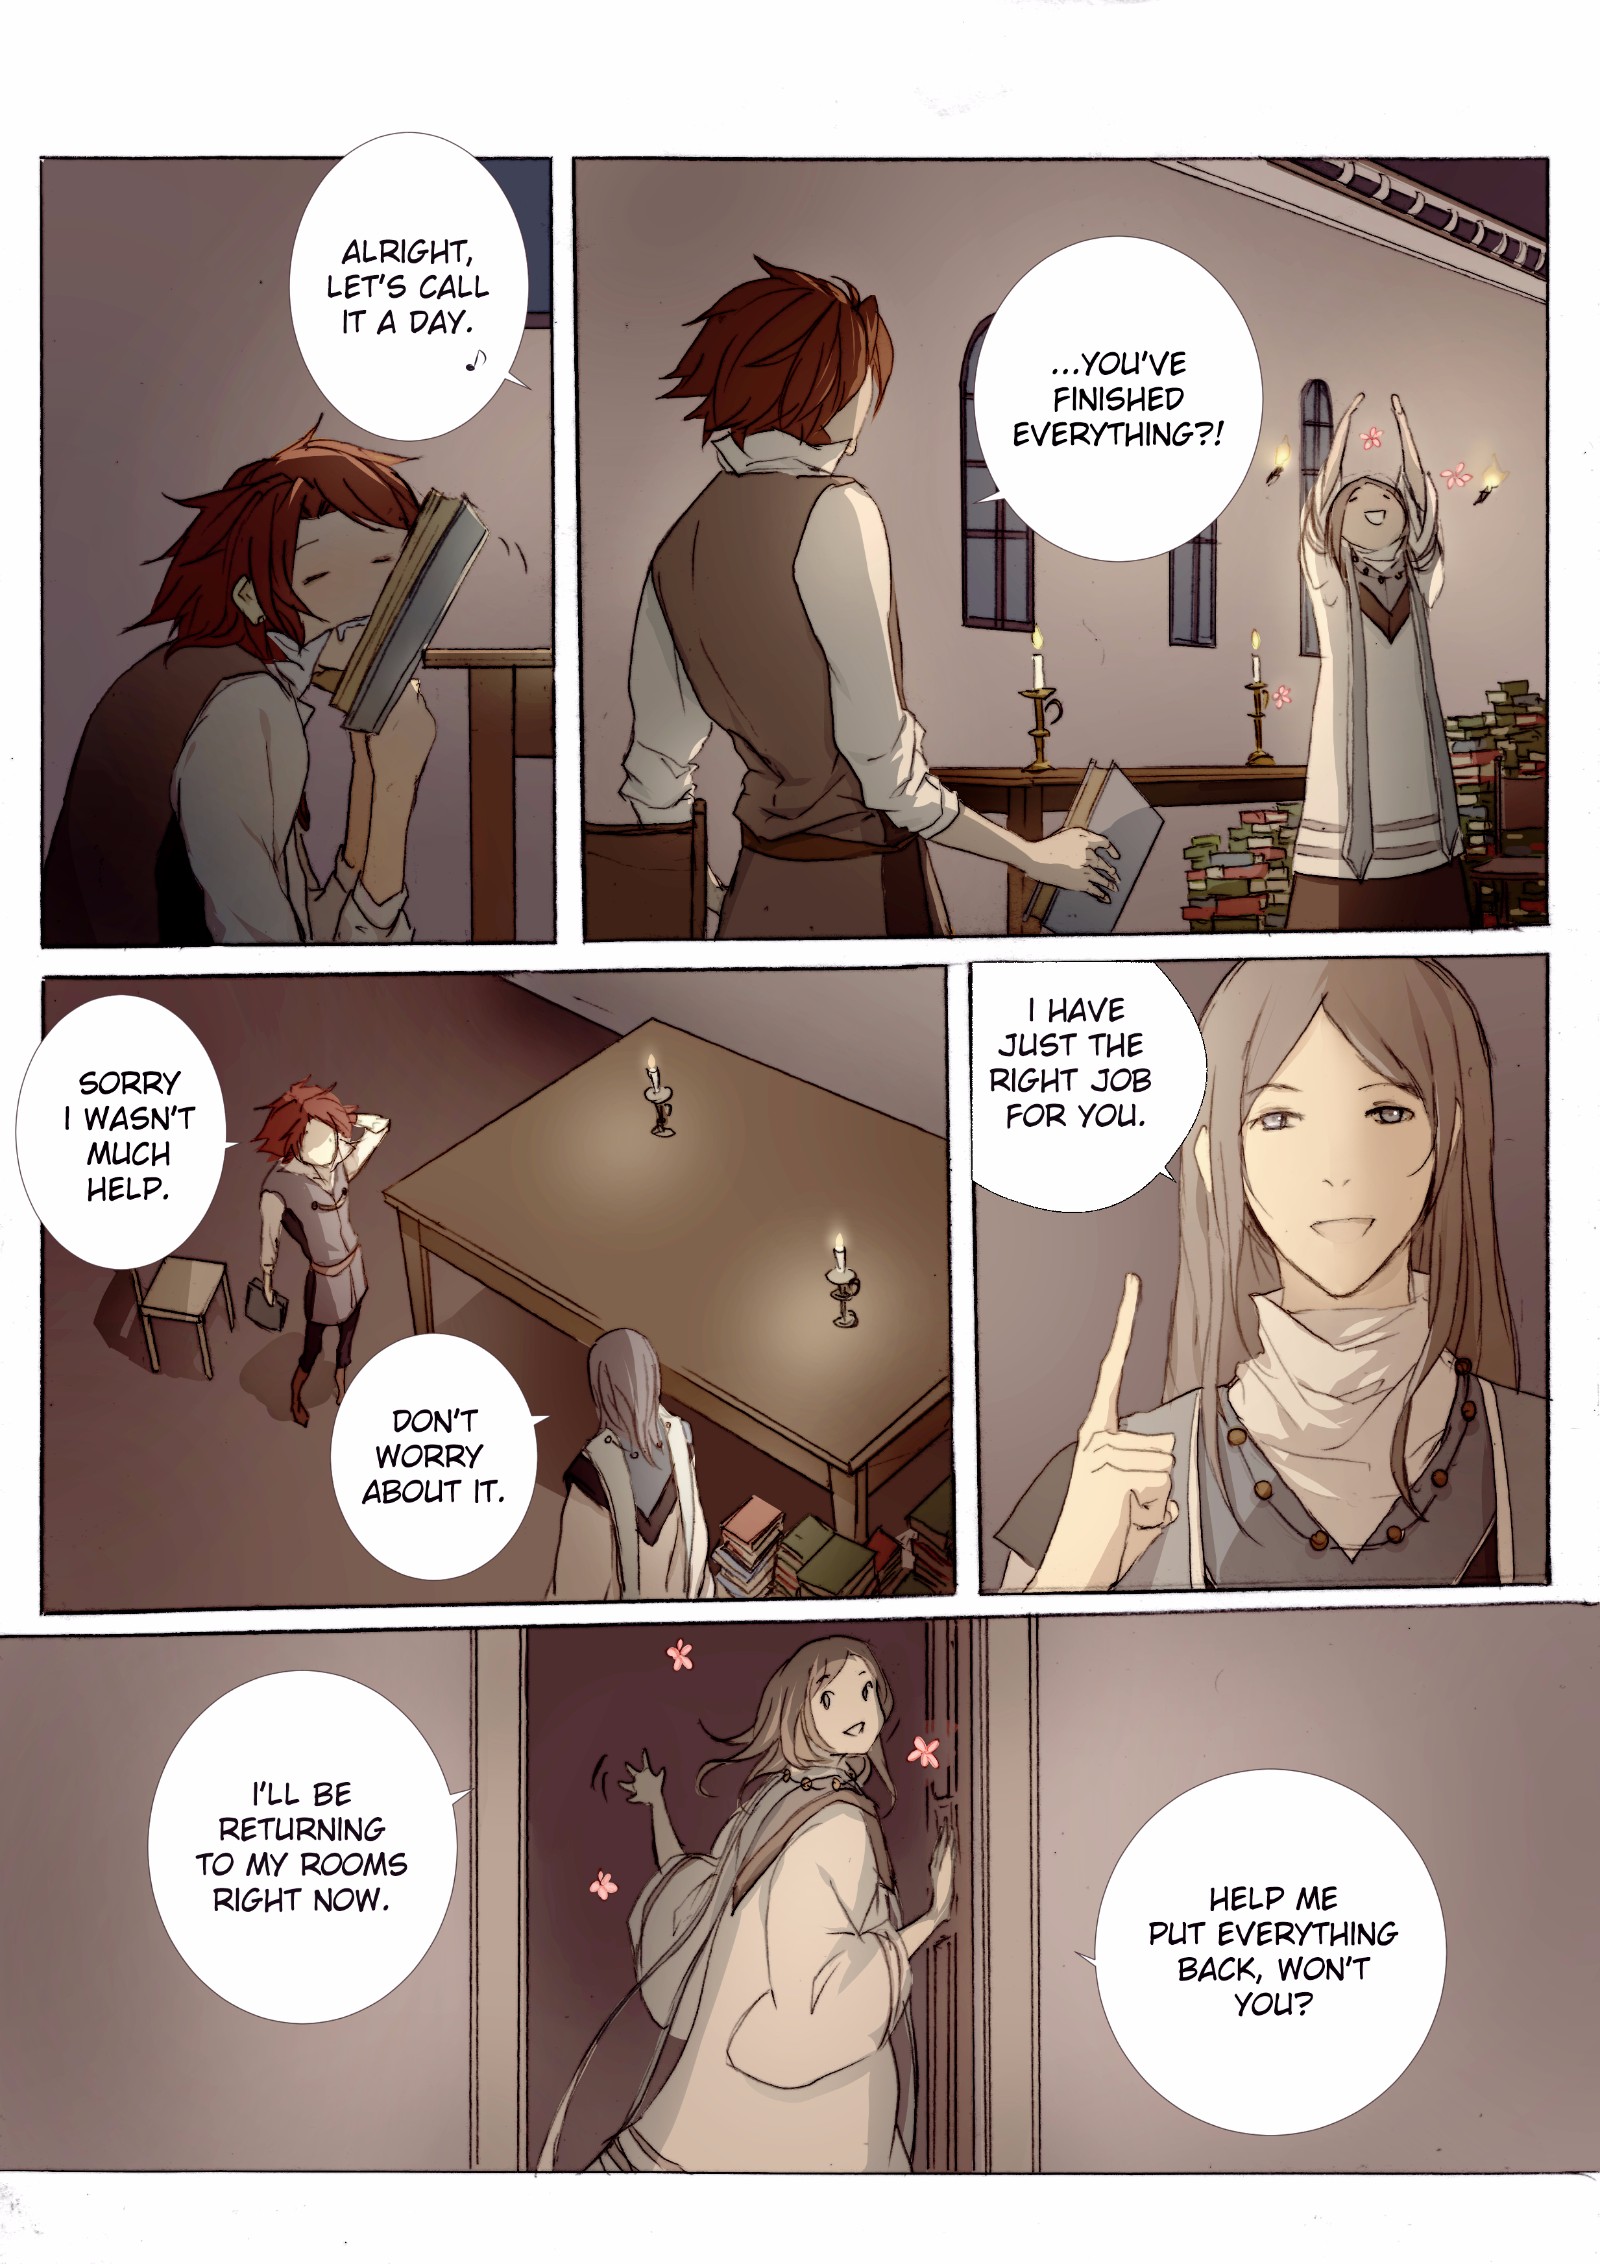 ALRIGHT,
LET'S CALL
IT A DAY.
♪
...YOU'VE
FINISHED
EVERYTHING?!
SORRY
I WASN'T
MUCH
HELP.
DON'T
WORRY
ABOUT IT.
I HAVE
JUST THE
RIGHT JOB
FOR YOU.
I'LL BE
RETURNING
TO MY ROOMS
RIGHT NOW.
HELP ME
PUT EVERYTHING
BACK, WON'T
YOU?